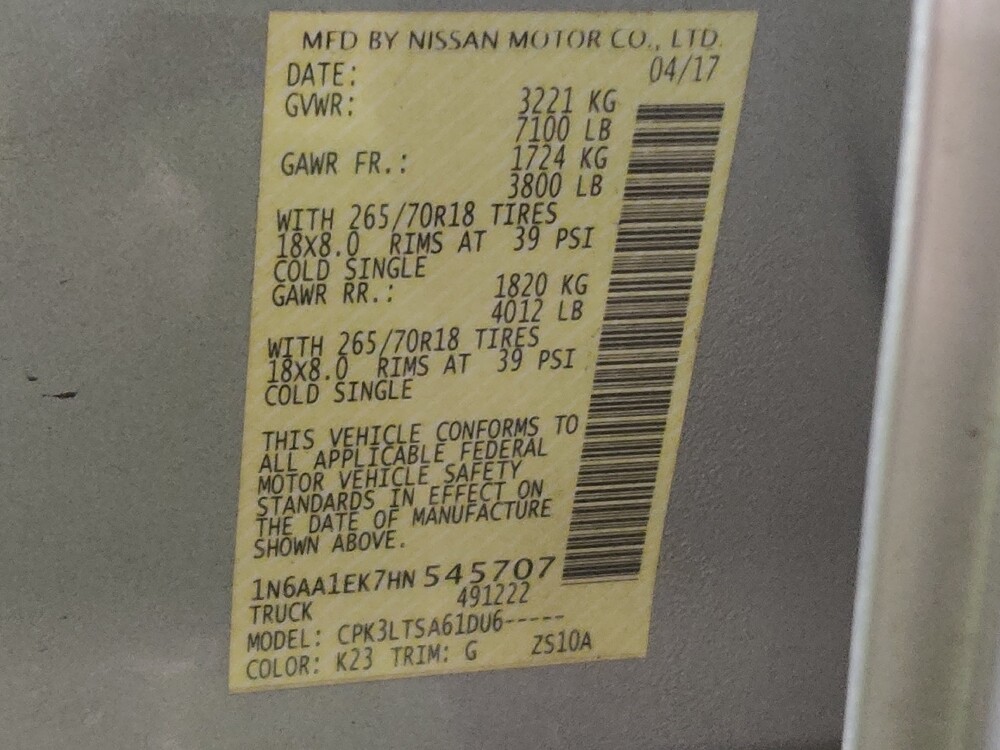 MFD BY NISSAN MOTOR CO., LTD.
DATE: 04/17
GVWR: 3221 KG
7100 LB
GAWR FR.: 1724 KG
3800 LB
WITH 265/70R18 TIRES
18X8.0 RIMS AT 39 PSI
COLD SINGLE
GAWR RR.: 1820 KG
4012 LB
WITH 265/70R18 TIRES
18X8.0 RIMS AT 39 PSI
COLD SINGLE
THIS VEHICLE CONFORMS TO
ALL APPLICABLE FEDERAL
MOTOR VEHICLE SAFETY
STANDARDS IN EFFECT ON
THE DATE OF MANUFACTURE
SHOWN ABOVE.
1N6AA1EK7HN545707
TRUCK 491222
MODEL: CPK3LTSA61DU6-----
COLOR: K23 TRIM: G ZS10A